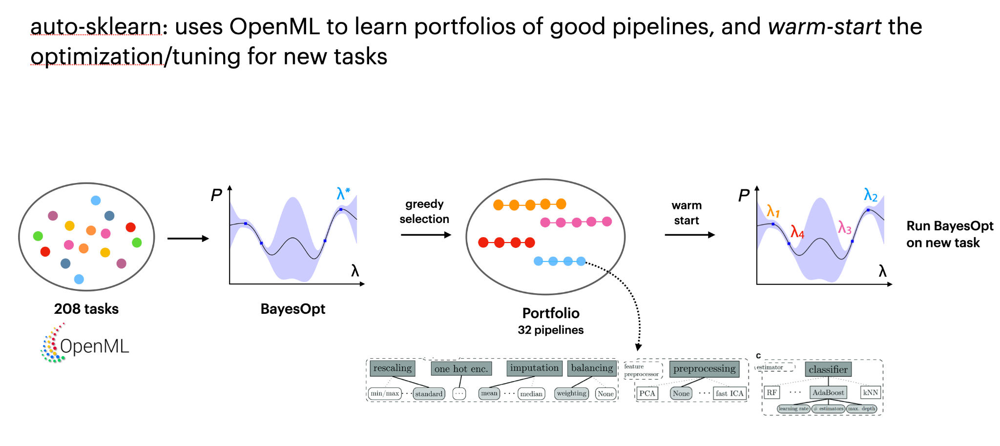 auto-sklearn: uses OpenML to learn portfolios of good pipelines, and warm-start the
optimization/tuning for new tasks
208 tasks
OpenML
P
λ*
λ
BayesOpt
greedy
selection
Portfolio
32 pipelines
warm
start
P
λ1
λ4
λ3
λ2
λ
Run BayesOpt
on new task
rescaling
one hot enc.
imputation
balancing
min/max
···
standard
···
mean
···
median
weighting
None
feature
preprocessor
preprocessing
PCA
None
···
fast ICA
c
estimator
classifier
RF
···
AdaBoost
kNN
learning rate
# estimators
max. depth